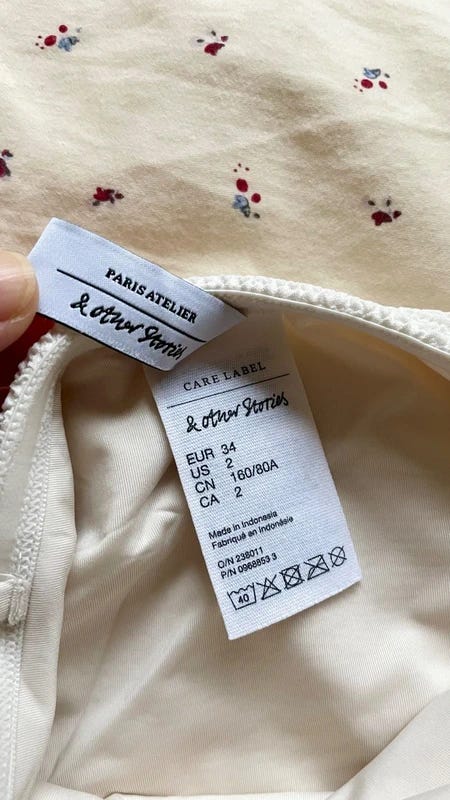 PARIS ATELIER
& Other Stories
CARE LABEL
& Other Stories
EUR 34
US 2
CN 160/80A
CA 2
Made in Indonesia
Fabriqué en Indonésie
O/N 238011
P/N 0968853 3
40